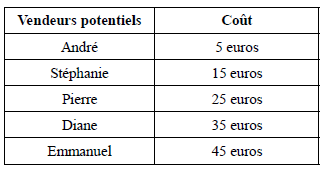 Vendeurs potentiels Coût
André 5 euros
Stéphanie 15 euros
Pierre 25 euros
Diane 35 euros
Emmanuel 45 euros